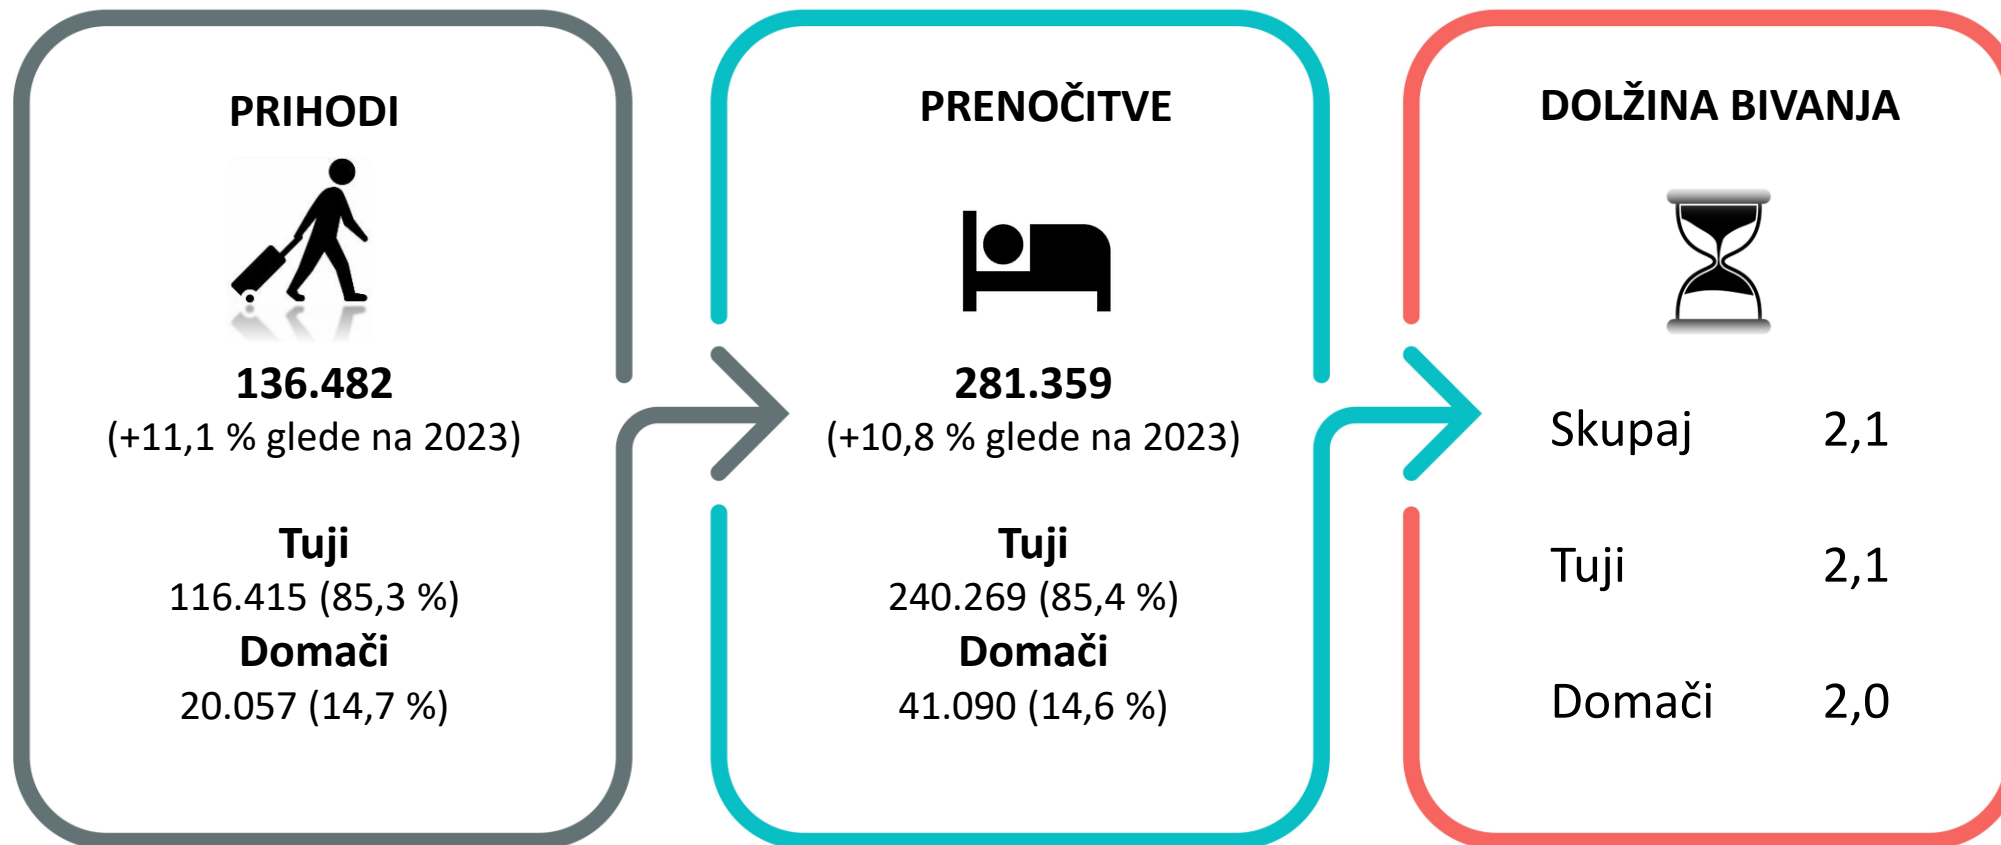 PRIHODI
136.482
(+11,1 % glede na 2023)
Tuji
116.415 (85,3 %)
Domači
20.057 (14,7 %)
PRENOČITVE
281.359
(+10,8 % glede na 2023)
Tuji
240.269 (85,4 %)
Domači
41.090 (14,6 %)
DOLŽINA BIVANJA
Skupaj 2,1
Tuji 2,1
Domači 2,0